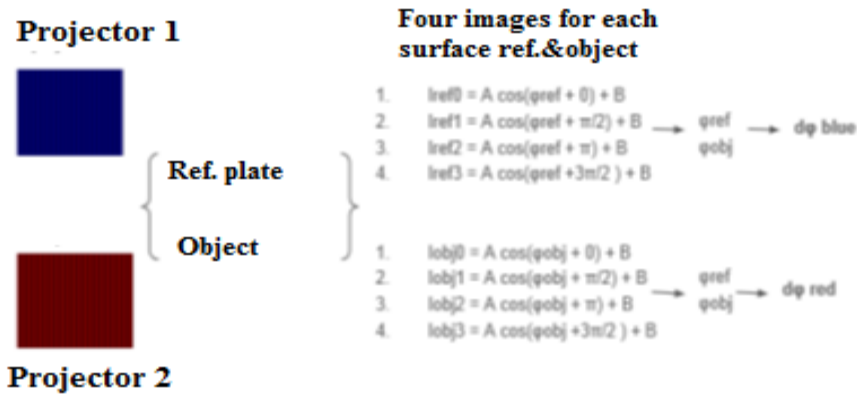 Projector 1
Projector 2
Ref. plate
Object
Four images for each
surface ref.&object
1. Iref0 = A cos(φref + 0) + B
2. Iref1 = A cos(φref + π/2) + B
3. Iref2 = A cos(φref + π) + B
4. Iref3 = A cos(φref +3π/2 ) + B
φref
φobj
dφ blue
1. Iobj0 = A cos(φobj + 0) + B
2. Iobj1 = A cos(φobj + π/2) + B
3. Iobj2 = A cos(φobj + π) + B
4. Iobj3 = A cos(φobj +3π/2 ) + B
φref
φobj
dφ red